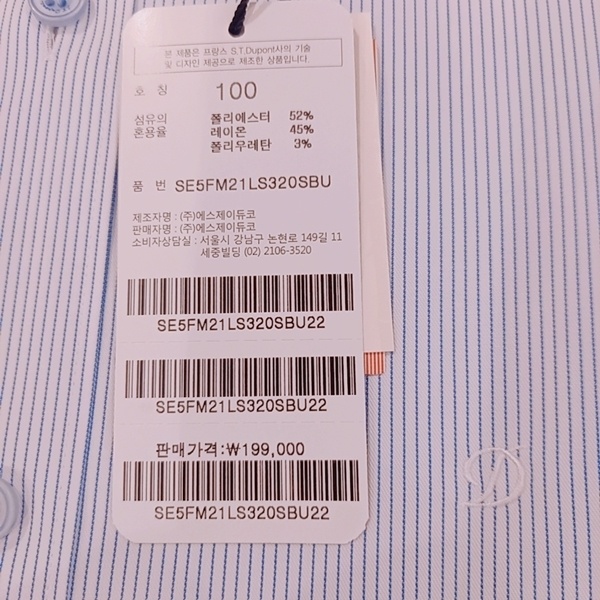 본 제품은 프랑스 S.T.Dupont사의 기술
및 디자인 제공으로 제조한 상품입니다.
호 칭 100
섬유의 폴리에스터 52%
혼용율 레이온 45%
폴리우레탄 3%
품 번 SE5FM21LS320SBU
제조자명 : (주)에스제이듀코
판매자명 : (주)에스제이듀코
소비자상담실 : 서울시 강남구 논현로 149길 11
세중빌딩 (02) 2106-3520
SE5FM21LS320SBU22
SE5FM21LS320SBU22
판매가격:₩199,000
SE5FM21LS320SBU22
D